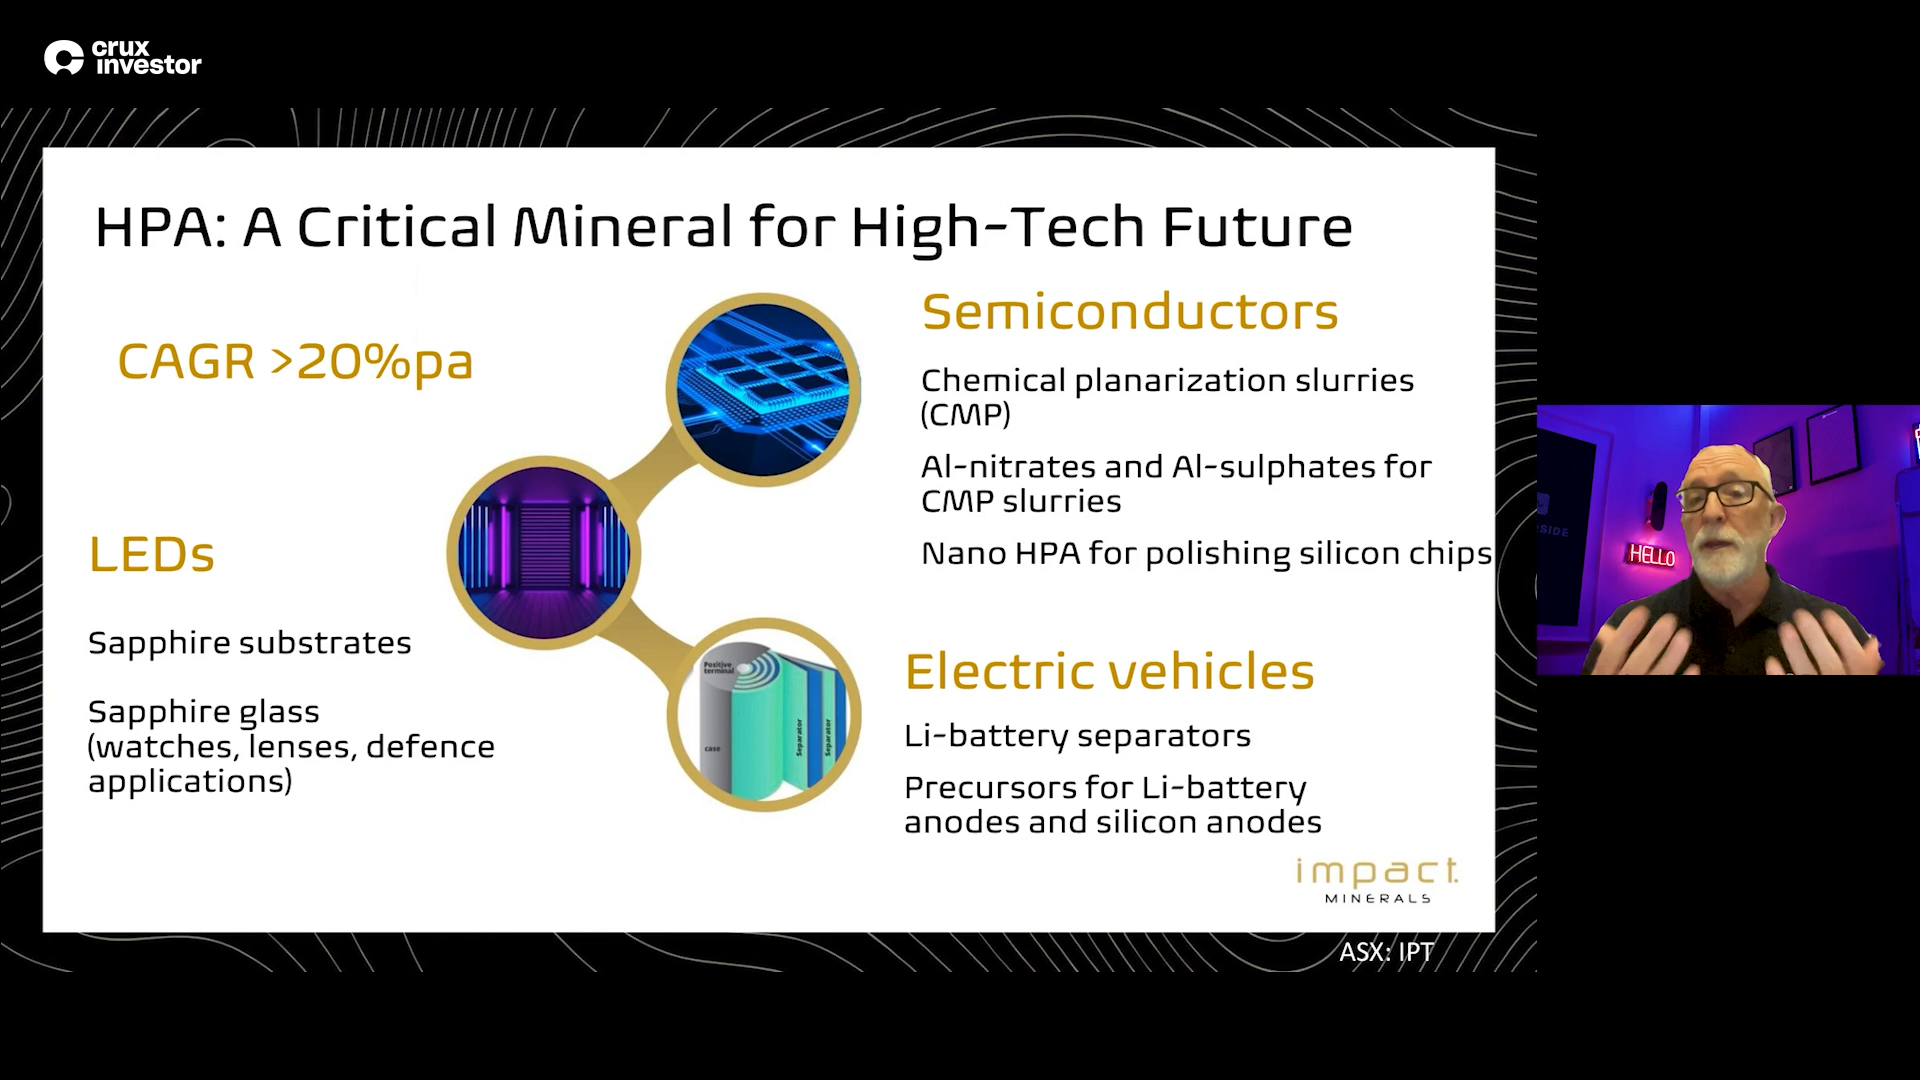 crux
investor
HPA: A Critical Mineral for High-Tech Future
CAGR >20%pa
LEDs
Sapphire substrates
Sapphire glass
(watches, lenses, defence
applications)
Semiconductors
Chemical planarization slurries
(CMP)
Al-nitrates and Al-sulphates for
CMP slurries
Nano HPA for polishing silicon chips
Positive
terminal
case
Separator
Separator
Electric vehicles
Li-battery separators
Precursors for Li-battery
anodes and silicon anodes
impact
MINERALS
ASX: IPT
SIDE
HELLO